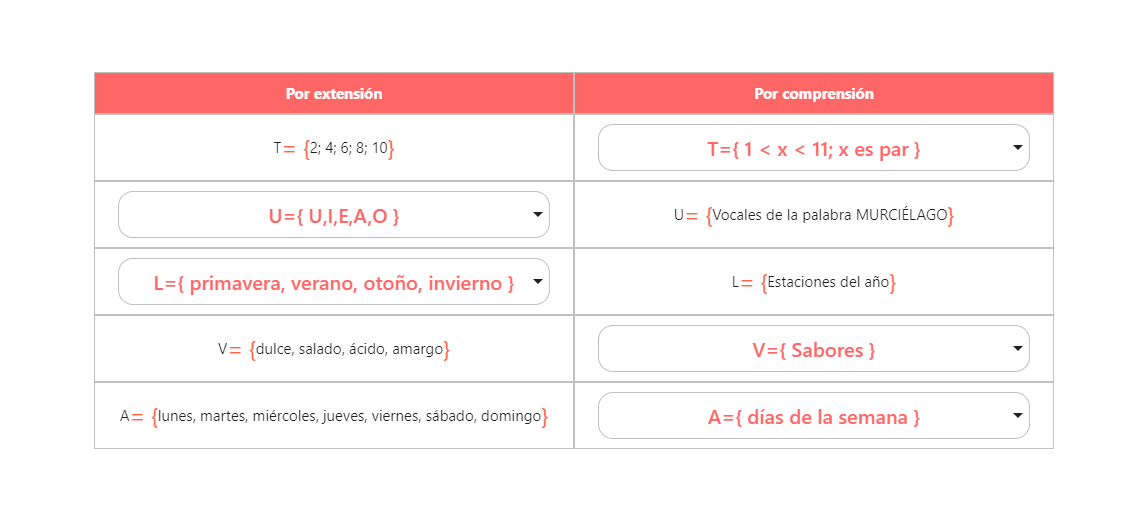 Por extensión
Por comprensión
T= {2; 4; 6; 8; 10}
T={ 1 < x < 11; x es par }
U={ U,I,E,A,O }
U= {Vocales de la palabra MURCIÉLAGO}
L={ primavera, verano, otoño, invierno }
L= {Estaciones del año}
V= {dulce, salado, ácido, amargo}
V={ Sabores }
A= {lunes, martes, miércoles, jueves, viernes, sábado, domingo}
A={ días de la semana }